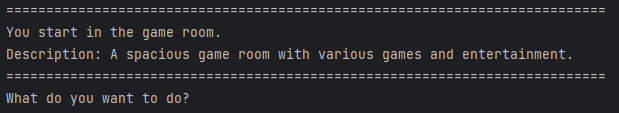 ===========================================================================
You start in the game room.
Description: A spacious game room with various games and entertainment.
===========================================================================
What do you want to do?